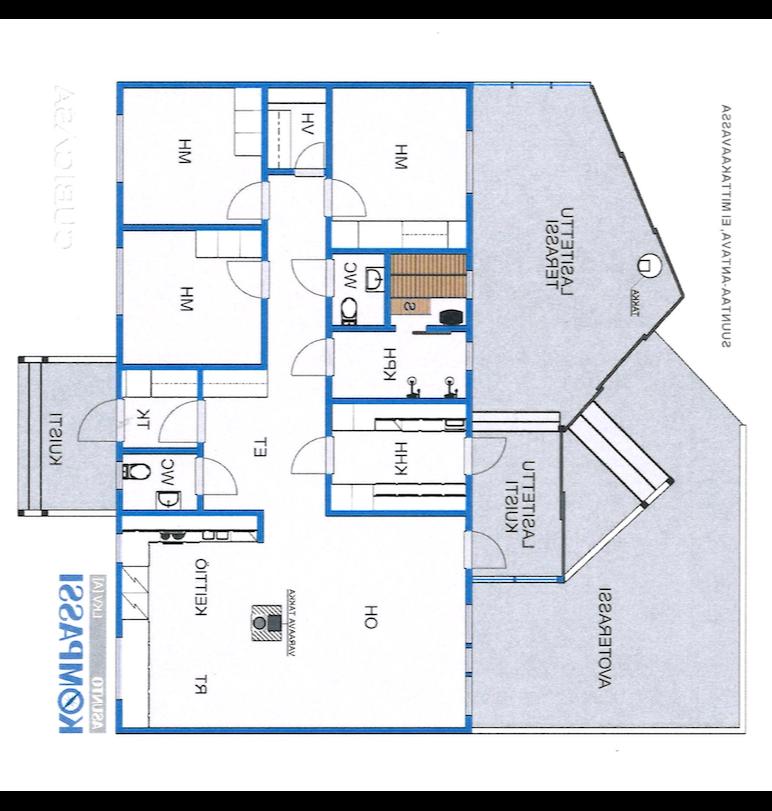 MH
VH
MH
MH
WC
S
KPH
LASITETTU
TERASSI
TAKKA
SUUNTAA-ANTAVA, EI MITTAKAAVASSA
KUISTI
TK
ET
WC
KHH
LASITETTU
KUISTI
KEITTIÖ
VARAAVA TAKKA
OH
RT
AVOTERASSI
KOMPASSI
ASUNTO LKV